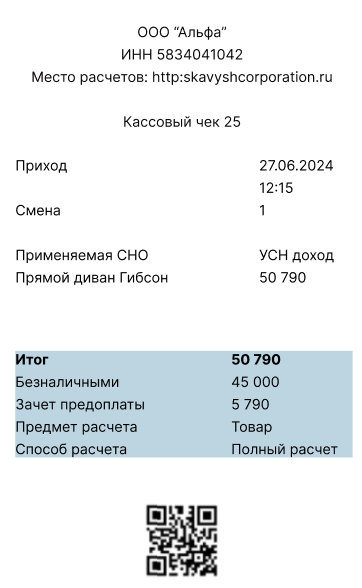 ООО “Альфа”
ИНН 5834041042
Место расчетов: http:skavyshcorporation.ru
Кассовый чек 25
Приход 27.06.2024
12:15
Смена 1
Применяемая СНО УСН доход
Прямой диван Гибсон 50 790
Итог 50 790
Безналичными 45 000
Зачет предоплаты 5 790
Предмет расчета Товар
Способ расчета Полный расчет